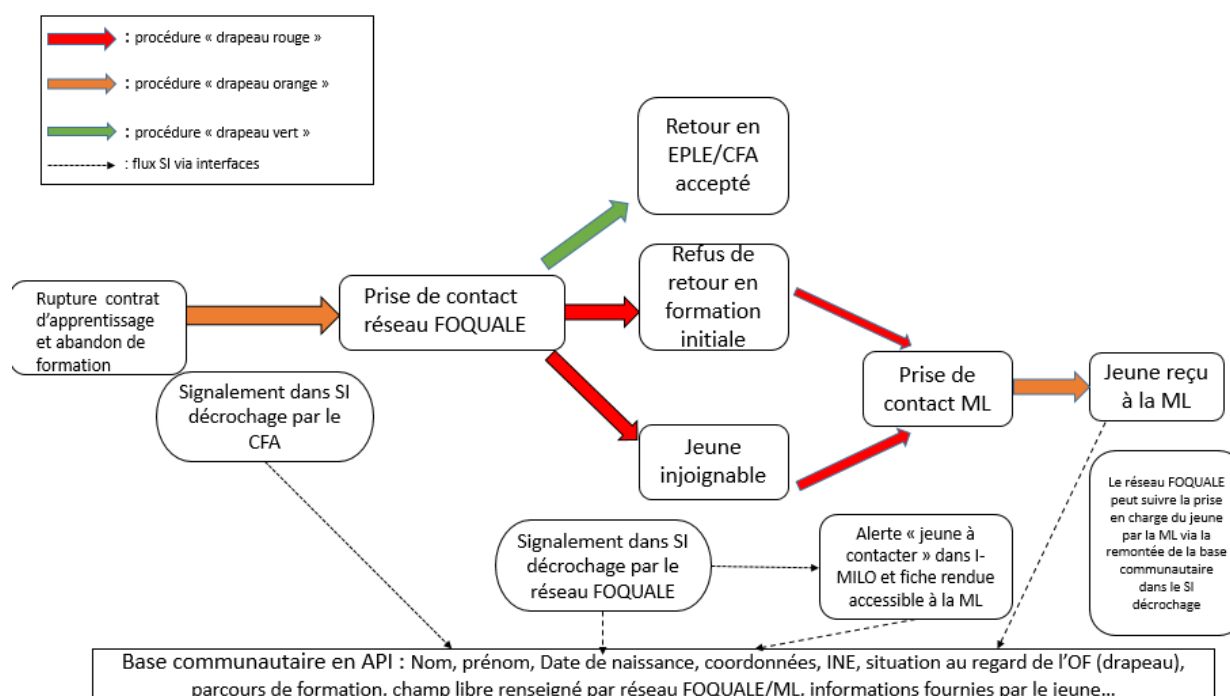 : procédure « drapeau rouge »
: procédure « drapeau orange »
: procédure « drapeau vert »
: flux SI via interfaces
Retour en
EPLE/CFA
accepté
Rupture contrat
d'apprentissage
et abandon de
formation
Prise de contact
réseau FOQUALE
Refus de
retour en
formation
initiale
Signalement dans SI
décrochage par le
CFA
Jeune
injoignable
Prise de
contact ML
Jeune reçu
à la ML
Signalement dans SI
décrochage par le
réseau FOQUALE
Alerte « jeune à
contacter » dans I-
MILO et fiche rendue
accessible à la ML
Le réseau FOQUALE
peut suivre la prise
en charge du jeune
par la ML via la
remontée de la base
communautaire
dans le SI
décrochage
Base communautaire en API : Nom, prénom, Date de naissance, coordonnées, INE, situation au regard de l'OF (drapeau),
parcours de formation, champ libre renseigné par réseau FOQUALE/ML, informations fournies par le jeune…